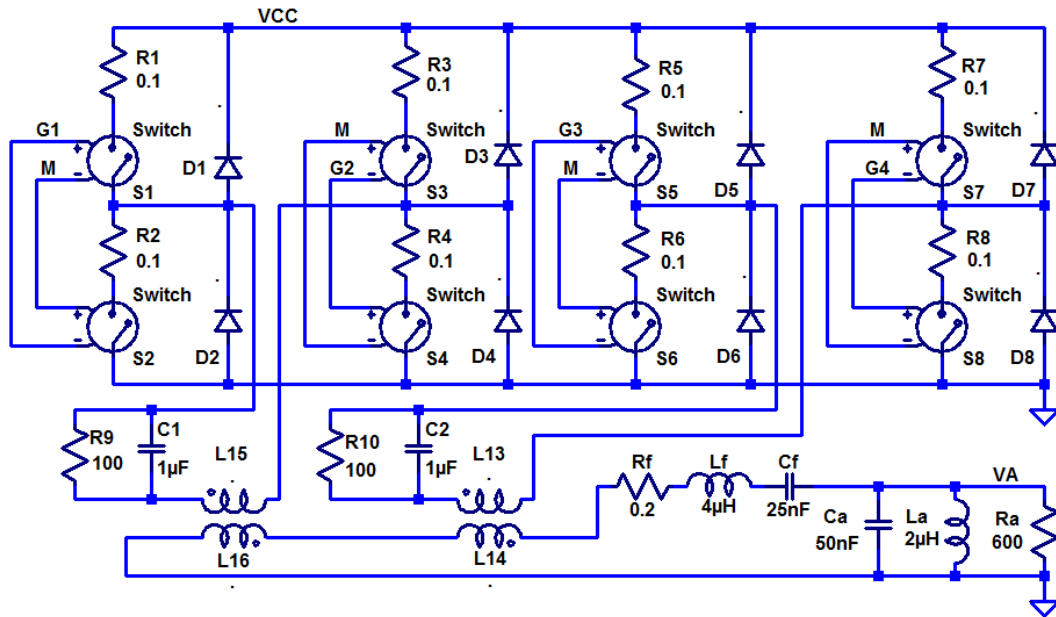 VCC
R1
0.1
R3
0.1
R5
0.1
R7
0.1
G1
+
Switch
M
-
S1
D1
M
+
Switch
G2
-
S3
D3
G3
+
Switch
M
-
S5
D5
M
+
Switch
G4
-
S7
D7
R2
0.1
R4
0.1
R6
0.1
R8
0.1
Switch
+
-
S2
D2
Switch
+
-
S4
D4
Switch
+
-
S6
D6
Switch
+
-
S8
D8
R9
100
C1
1µF
L15
R10
100
C2
1µF
L13
Rf
0.2
Lf
4µH
Cf
25nF
VA
Ca
50nF
La
2µH
Ra
600
L16
L14